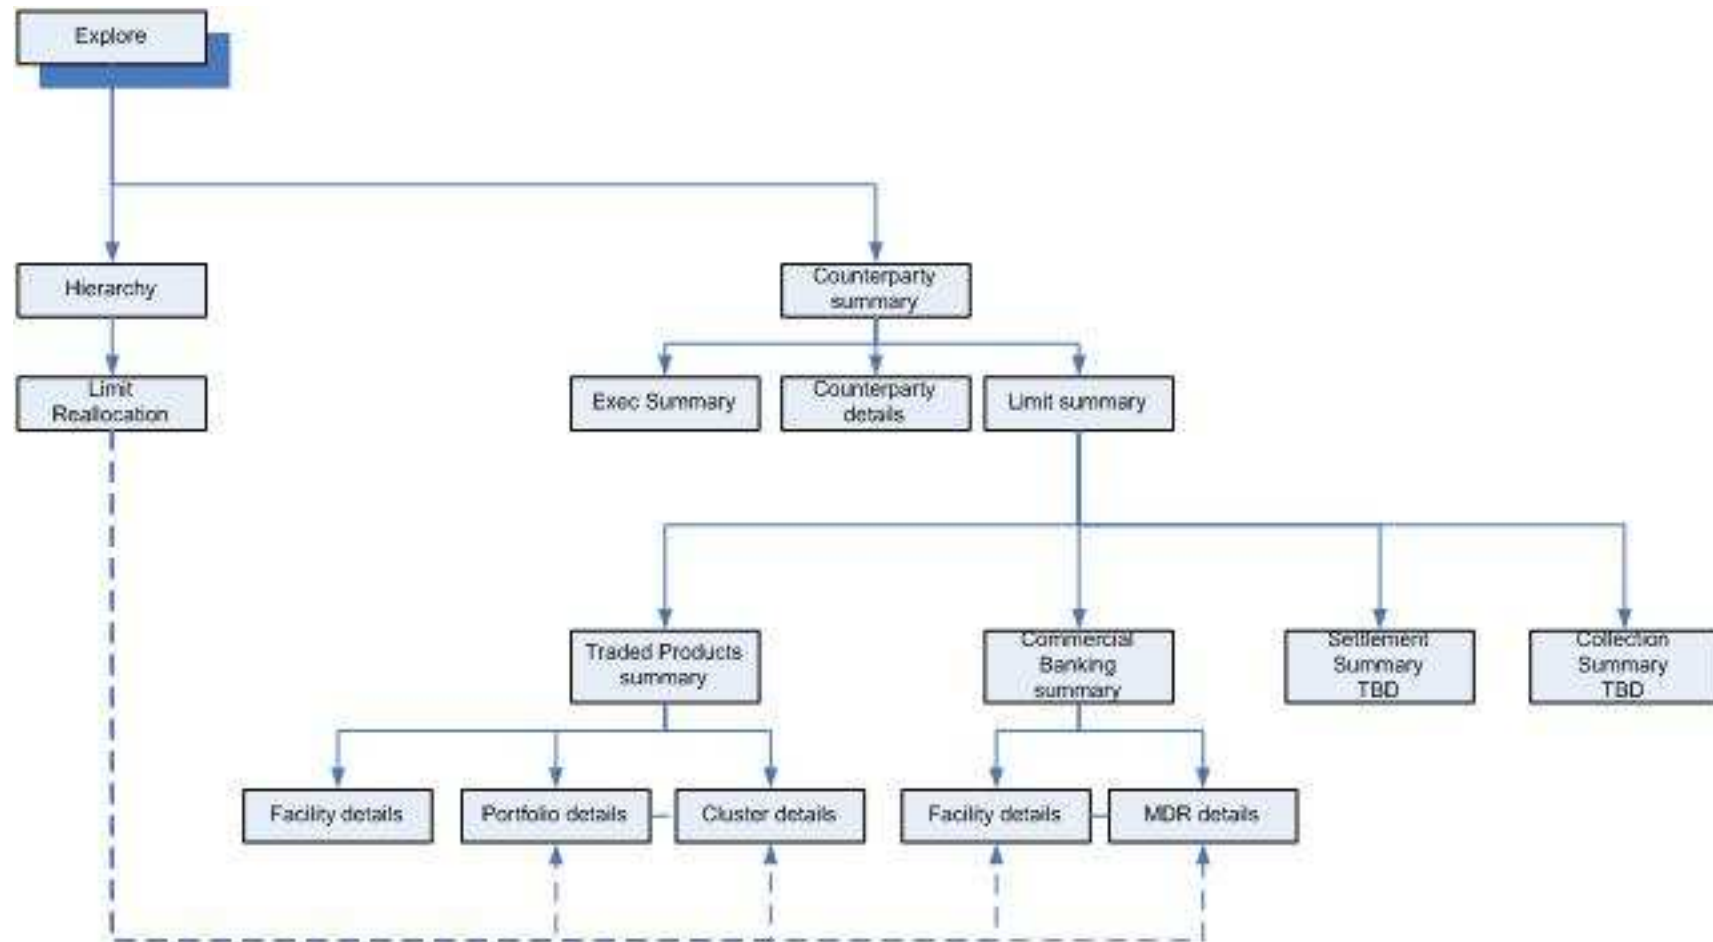 Explore
Hierarchy
Counterparty
summary
Limit
Reallocation
Exec Summary
Counterparty
details
Limit summary
Traded Products
summary
Commercial
Banking
summary
Settlement
Summary
TBD
Collection
Summary
TBD
Facility details
Portfolio details
Cluster details
Facility details
MDR details